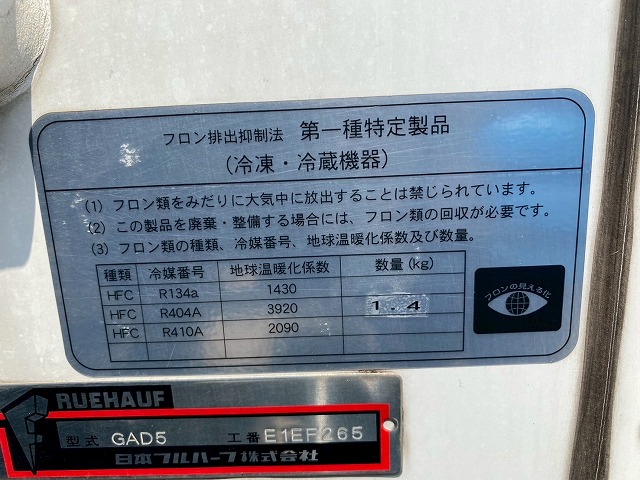 フロン排出抑制法 第一種特定製品
(冷凍・冷蔵機器)
(1) フロン類をみだりに大気中に放出することは禁じられています。
(2) この製品を廃棄・整備する場合には、フロン類の回収が必要です。
(3) フロン類の種類、冷媒番号、地球温暖化係数及び数量。
種類 冷媒番号 地球温暖化係数 数量 (kg)
HFC R134a 1430
HFC R404A 3920 1.4
HFC R410A 2090
フロンの見える化
RUEHAUF
型式 GAD5 工番 E1EF265
日本フルハーフ株式会社